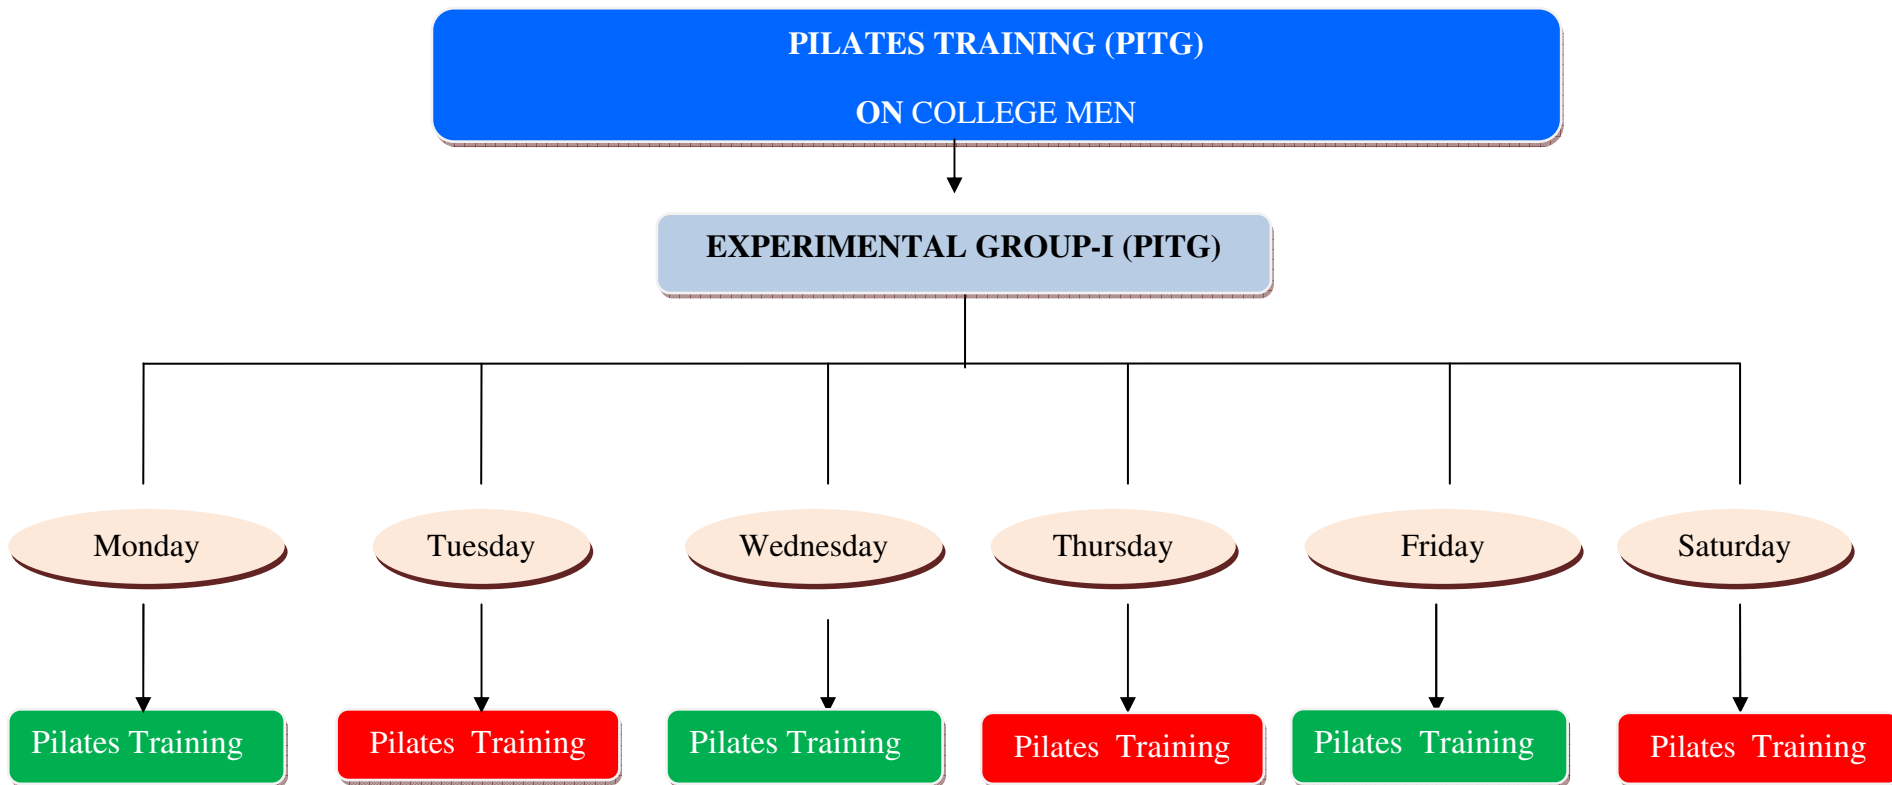 PILATES TRAINING (PITG)
ON COLLEGE MEN
EXPERIMENTAL GROUP-I (PITG)
Monday
Tuesday
Wednesday
Thursday
Friday
Saturday
Pilates Training
Pilates Training
Pilates Training
Pilates Training
Pilates Training
Pilates Training